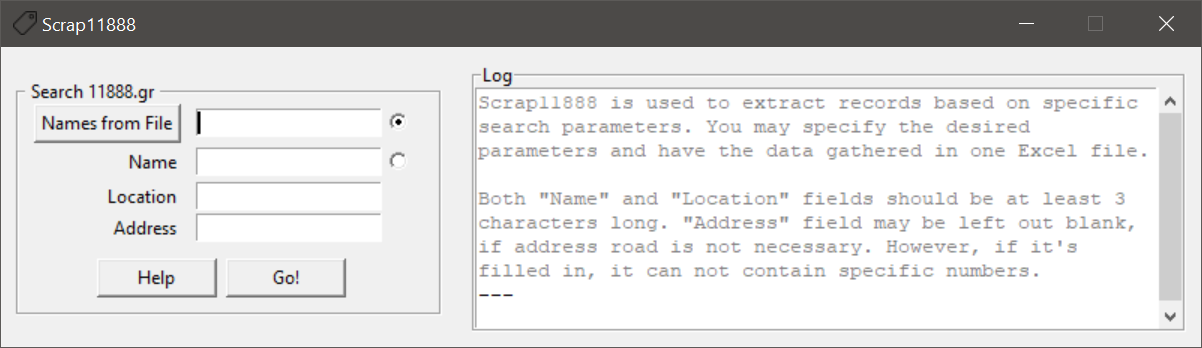 Scrap11888
Search 11888.gr
Names from File
Name
Location
Address
Help
Go!
Log
Scrap11888 is used to extract records based on specific
search parameters. You may specify the desired
parameters and have the data gathered in one Excel file.
Both "Name" and "Location" fields should be at least 3
characters long. "Address" field may be left out blank,
if address road is not necessary. However, if it's
filled in, it can not contain specific numbers.
---